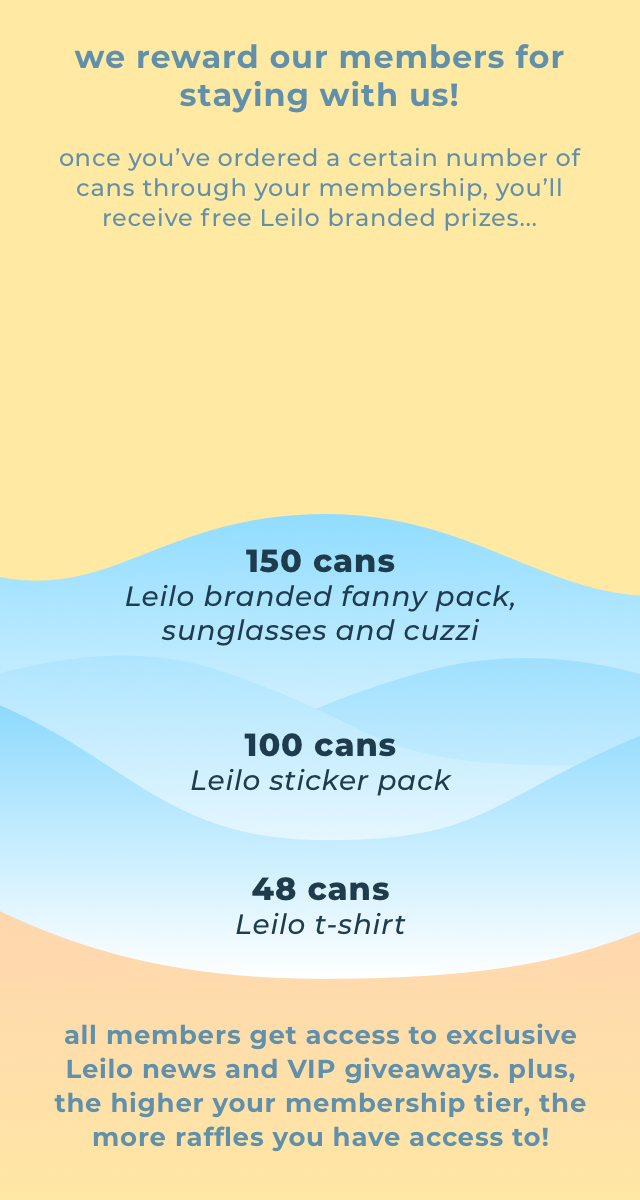 we reward our members for
staying with us!
once you’ve ordered a certain number of
cans through your membership, you’ll
receive free Leilo branded prizes...
150 cans
Leilo branded fanny pack,
sunglasses and cuzzi
100 cans
Leilo sticker pack
48 cans
Leilo t-shirt
all members get access to exclusive
Leilo news and VIP giveaways. plus,
the higher your membership tier, the
more raffles you have access to!